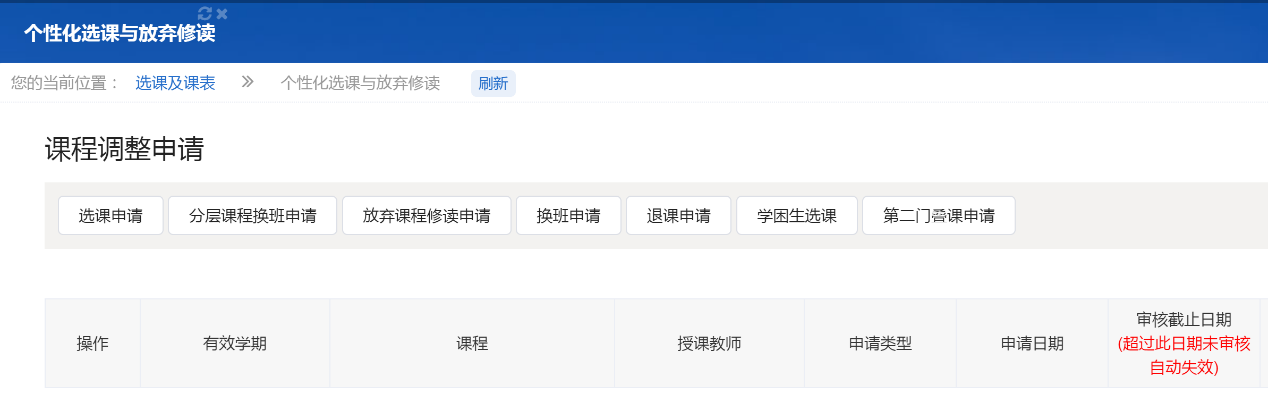 个性化选课与放弃修读
您的当前位置： 选课及课表 » 个性化选课与放弃修读 刷新
课程调整申请
选课申请 分层课程换班申请 放弃课程修读申请 换班申请 退课申请 学困生选课 第二门叠课申请
操作 有效学期 课程 授课教师 申请类型 申请日期 审核截止日期
(超过此日期未审核
自动失效)